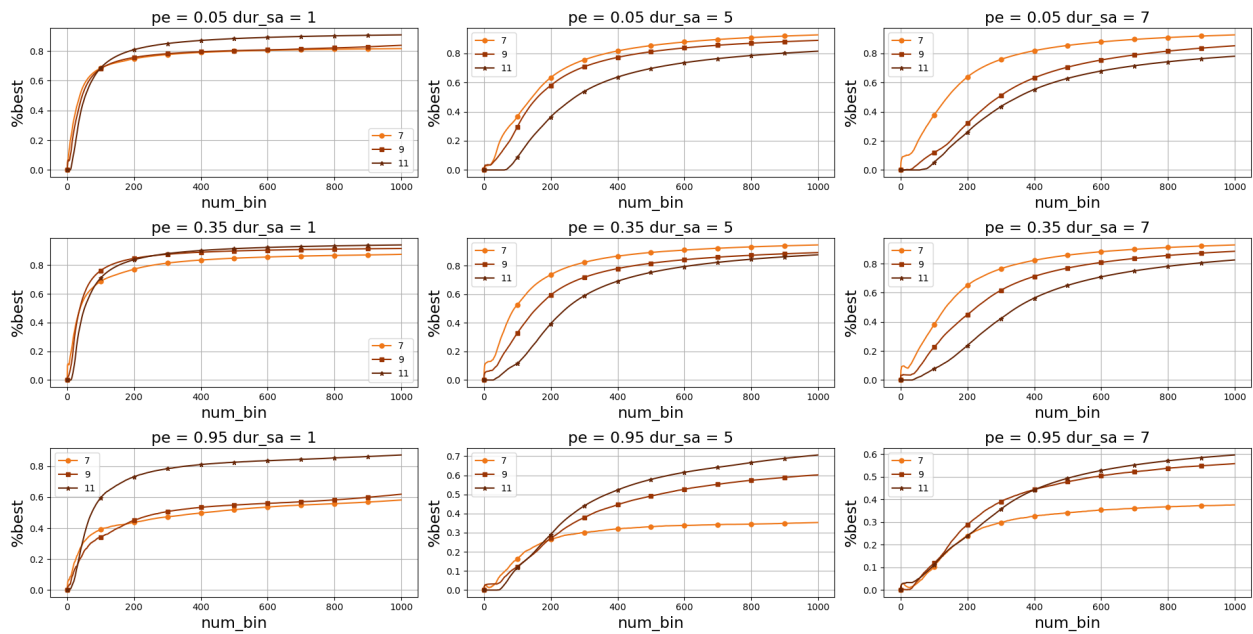 pe = 0.05 dur_sa = 1
%best
0.8
0.6
0.4
0.2
0.0
7
9
11
0 200 400 600 800 1000
num_bin
pe = 0.05 dur_sa = 5
%best
0.8
0.6
0.4
0.2
0.0
7
9
11
0 200 400 600 800 1000
num_bin
pe = 0.05 dur_sa = 7
%best
0.8
0.6
0.4
0.2
0.0
7
9
11
0 200 400 600 800 1000
num_bin
pe = 0.35 dur_sa = 1
%best
0.8
0.6
0.4
0.2
0.0
7
9
11
0 200 400 600 800 1000
num_bin
pe = 0.35 dur_sa = 5
%best
0.8
0.6
0.4
0.2
0.0
7
9
11
0 200 400 600 800 1000
num_bin
pe = 0.35 dur_sa = 7
%best
0.8
0.6
0.4
0.2
0.0
7
9
11
0 200 400 600 800 1000
num_bin
pe = 0.95 dur_sa = 1
%best
0.8
0.6
0.4
0.2
0.0
7
9
11
0 200 400 600 800 1000
num_bin
pe = 0.95 dur_sa = 5
%best
0.7
0.6
0.5
0.4
0.3
0.2
0.1
0.0
7
9
11
0 200 400 600 800 1000
num_bin
pe = 0.95 dur_sa = 7
%best
0.6
0.5
0.4
0.3
0.2
0.1
0.0
7
9
11
0 200 400 600 800 1000
num_bin